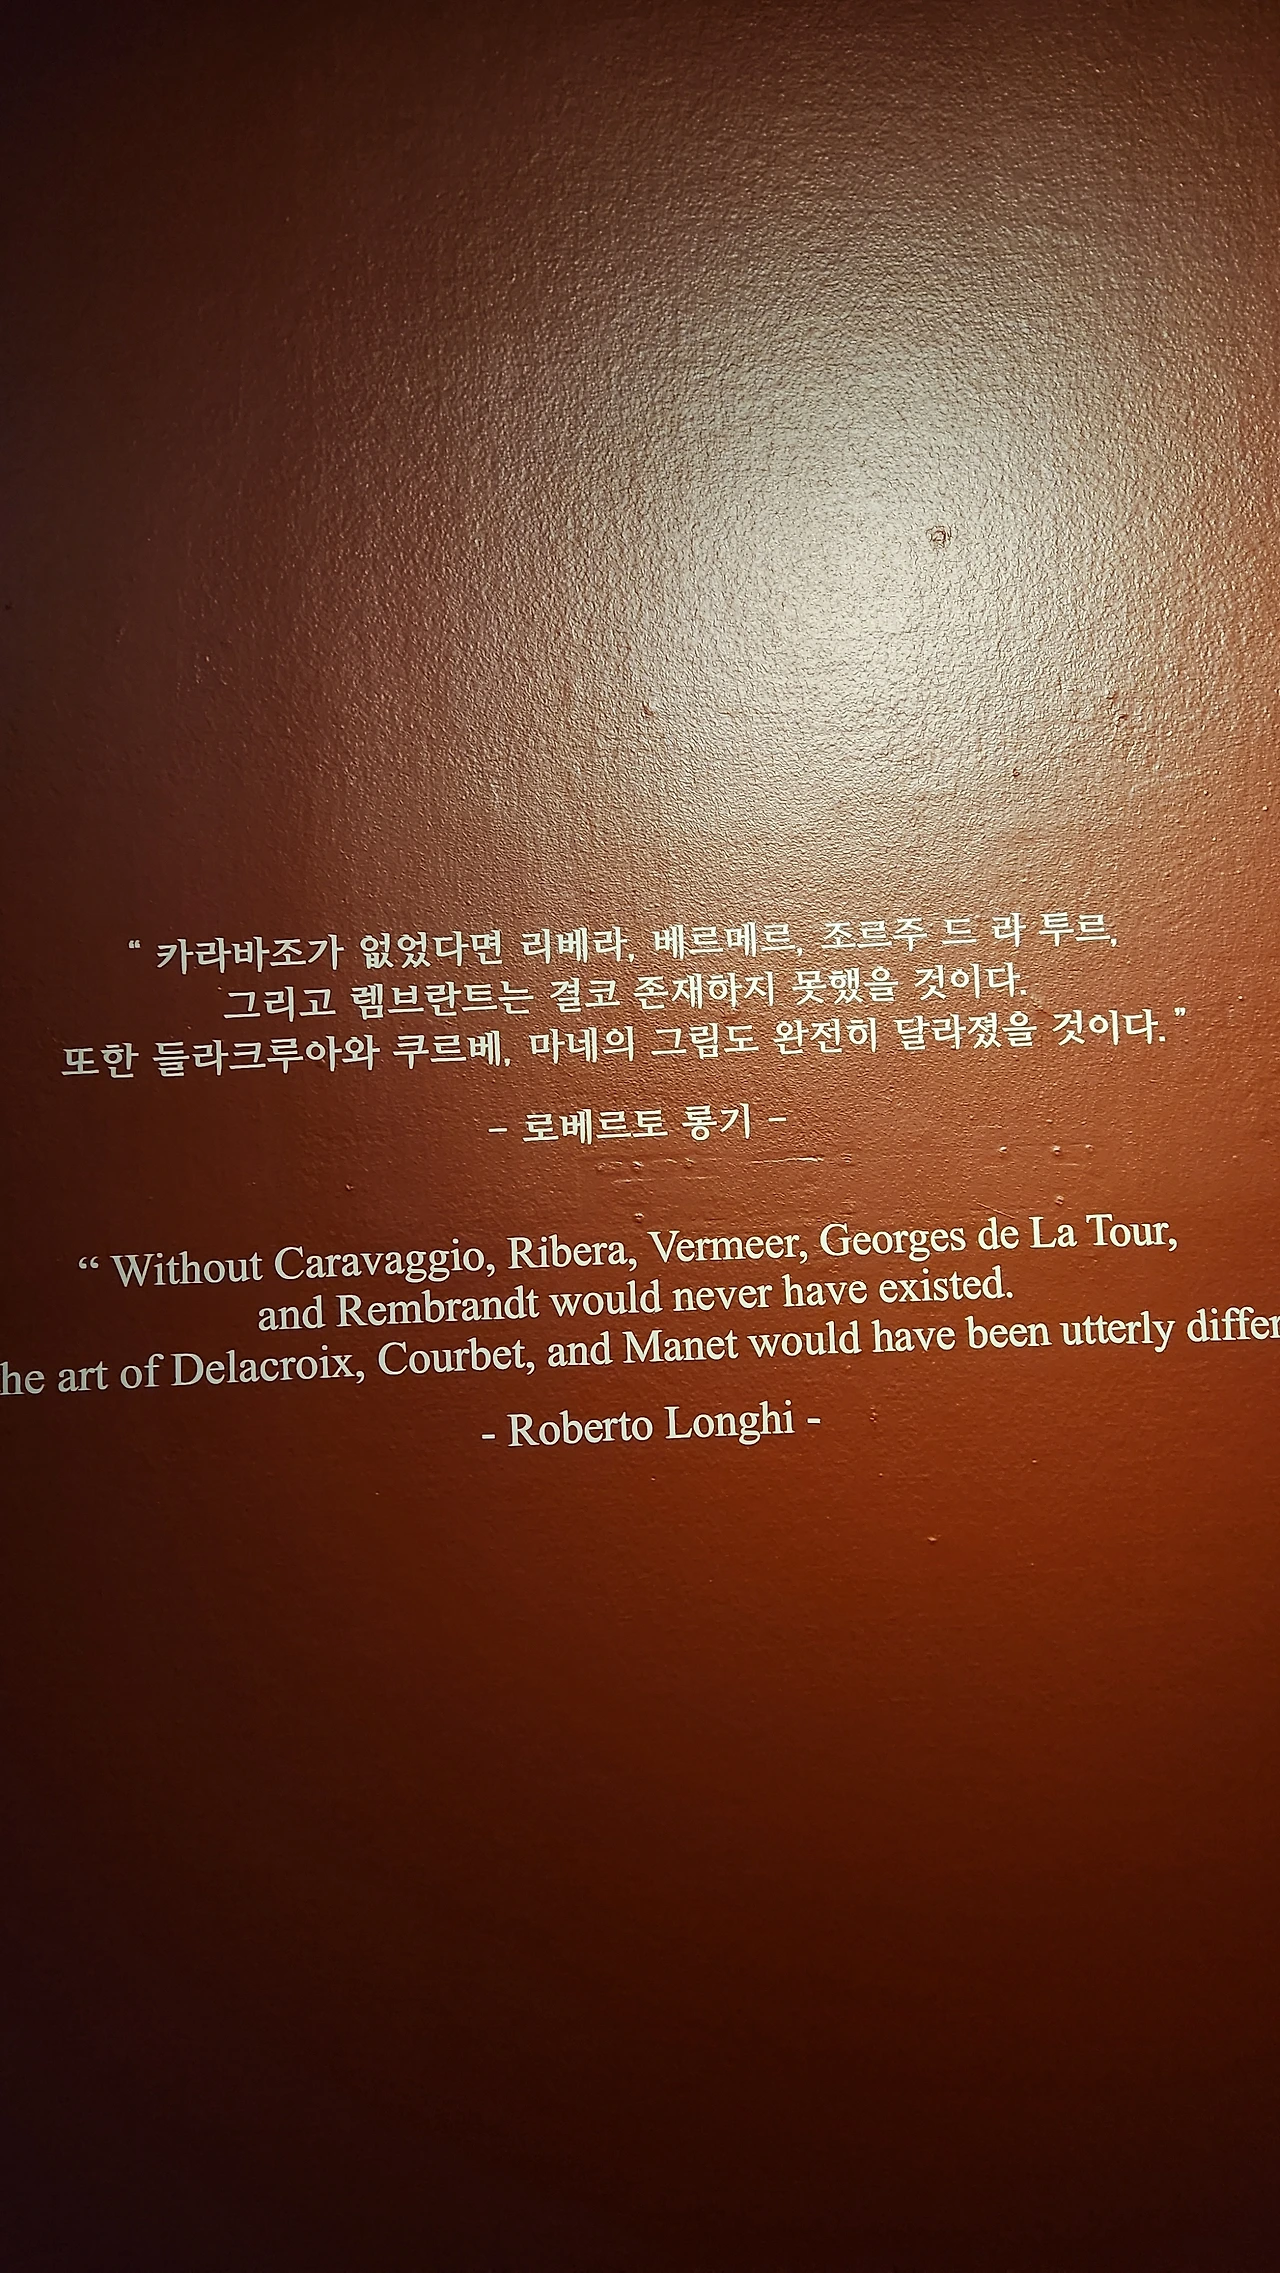 “ 카라바조가 없었다면 리베라, 베르메르, 조르주 드 라 투르,
그리고 렘브란트는 결코 존재하지 못했을 것이다.
또한 들라크루아와 쿠르베, 마네의 그림도 완전히 달라졌을 것이다.”
- 로베르토 롱기 -
“ Without Caravaggio, Ribera, Vermeer, Georges de La Tour,
and Rembrandt would never have existed.
he art of Delacroix, Courbet, and Manet would have been utterly differ
- Roberto Longhi -